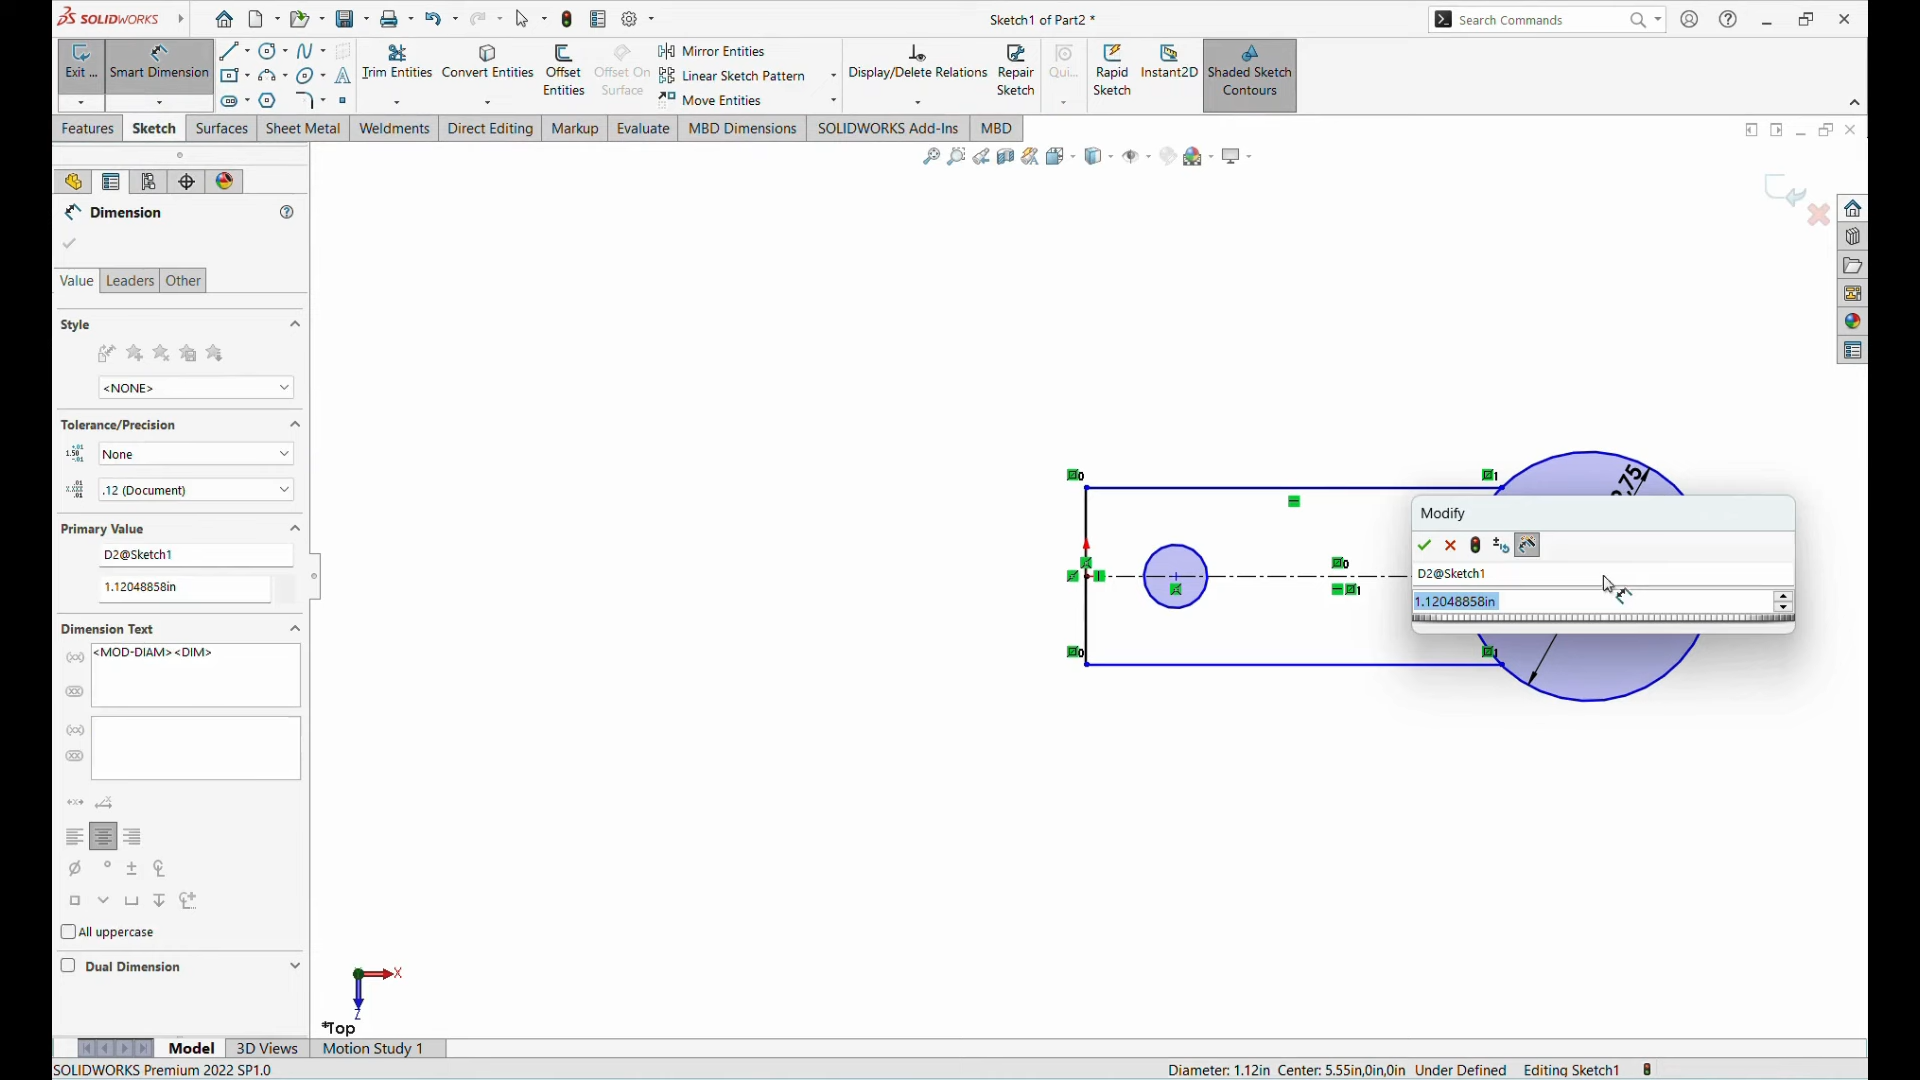 SOLIDWORKS
Sketch1 of Part2 *
Search Commands
Exit ...
Smart Dimension
Trim Entities
Convert Entities
Offset Entities
Offset On Surface
Mirror Entities
Linear Sketch Pattern
Move Entities
Display/Delete Relations
Repair Sketch
Qui...
Rapid Sketch
Instant2D
Shaded Sketch Contours
Features
Sketch
Surfaces
Sheet Metal
Weldments
Direct Editing
Markup
Evaluate
MBD Dimensions
SOLIDWORKS Add-Ins
MBD
Dimension
Value
Leaders
Other
Style
<NONE>
Tolerance/Precision
None
.12 (Document)
Primary Value
D2@Sketch1
1.12048858in
Dimension Text
<MOD-DIAM><DIM>
All uppercase
Dual Dimension
Modify
D2@Sketch1
1.12048858in
X
Z
*Top
Model
3D Views
Motion Study 1
SOLIDWORKS Premium 2022 SP1.0
Diameter: 1.12in
Center: 5.55in,0in,0in
Under Defined
Editing Sketch1